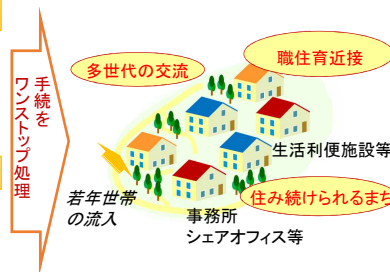 手続を
ワンストップ処理
多世代の交流
職住育近接
生活利便施設等
住み続けられるまち
若年世帯
の流入
事務所
シェアオフィス等